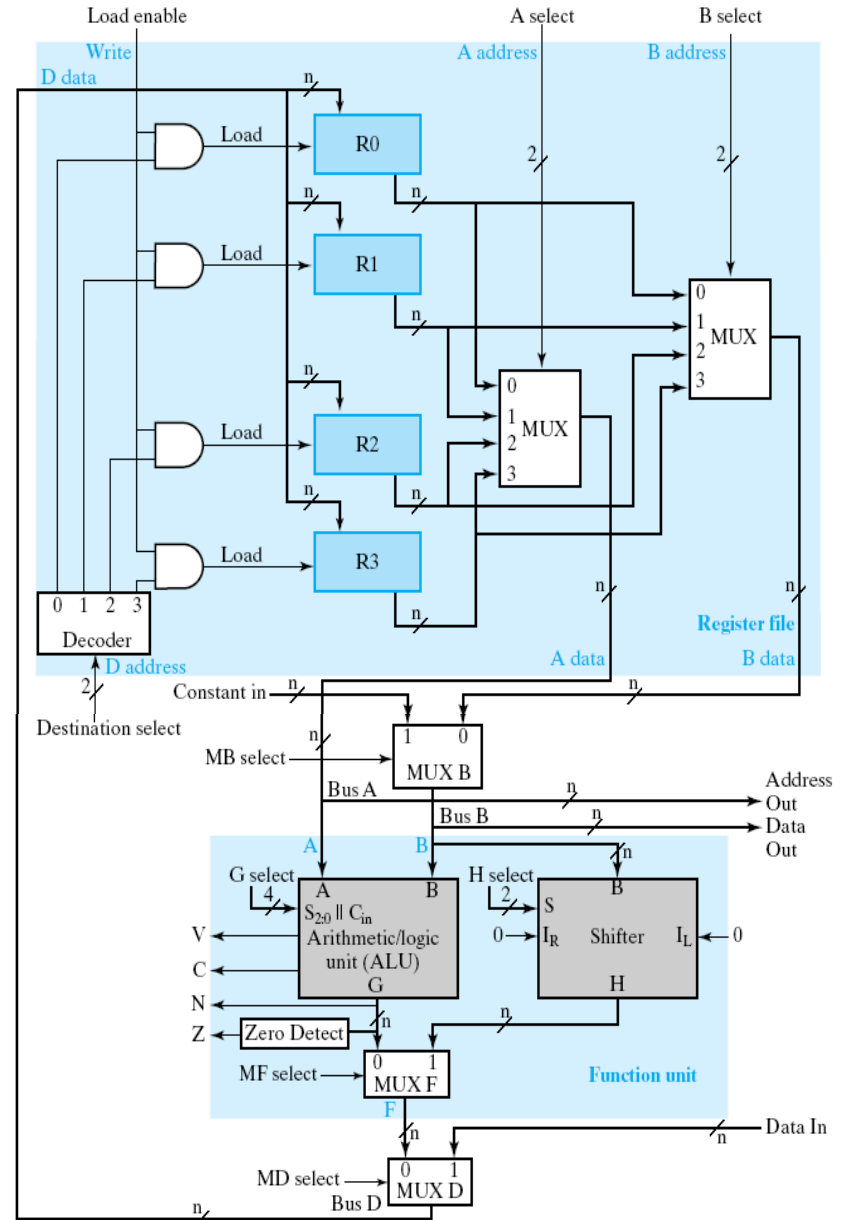 Load enable
A select
B select
Write
A address
B address
D data
n
Load
R0
2
2
n
n
Load
R1
n
0
1
2
3
MUX
n
0
1
2
3
MUX
Load
R2
n
n
Load
R3
n
n
n
0 1 2 3
Decoder
Register file
D address
A data
B data
2
Constant in
n
n
Destination select
n
1 0
MB select
MUX B
Address
Out
Bus A
n
Bus B
n
Data
Out
A
B
n
G select
4
H select
2
A
B
B
S2:0 || Cin
S
V
Arithmetic/logic
unit (ALU)
0
IR
Shifter
IL
0
C
G
H
N
n
n
Z
Zero Detect
0 1
MF select
MUX F
Function unit
F
n
n
Data In
0 1
MD select
MUX D
Bus D
n